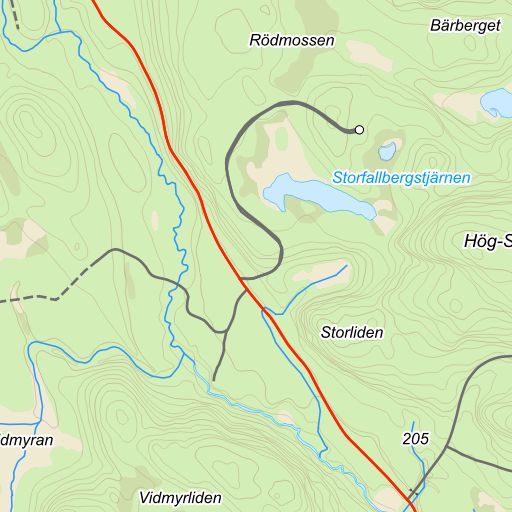 Bärberget
Rödmossen
Storfallbergstjärnen
Hög-S
Storliden
205
dmyran
Vidmyrliden